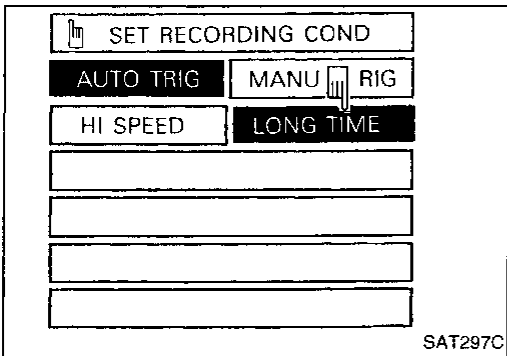 SET RECORDING COND
AUTO TRIG MANU RIG
HI SPEED LONG TIME
SAT297C